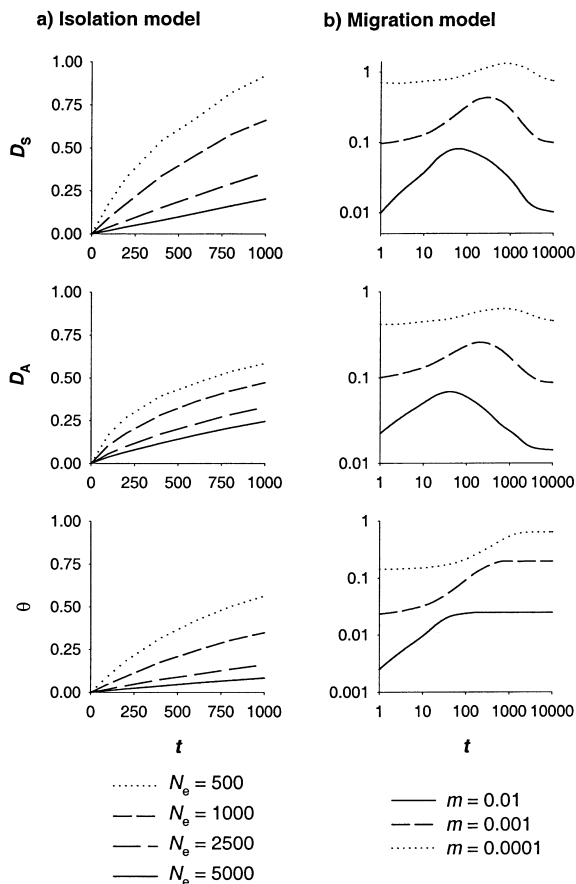 a) Isolation model
b) Migration model
1.00
0.75
0.50
0.25
0.00
D_S
0 250 500 750 1000
1
0.1
0.01
1 10 100 1000 10000
1.00
0.75
0.50
0.25
0.00
D_A
0 250 500 750 1000
1
0.1
0.01
1 10 100 1000 10000
1.00
0.75
0.50
0.25
0.00
θ
0 250 500 750 1000
t
1
0.1
0.01
0.001
1 10 100 1000 10000
t
N_e = 500
N_e = 1000
N_e = 2500
N_e = 5000
m = 0.01
m = 0.001
m = 0.0001